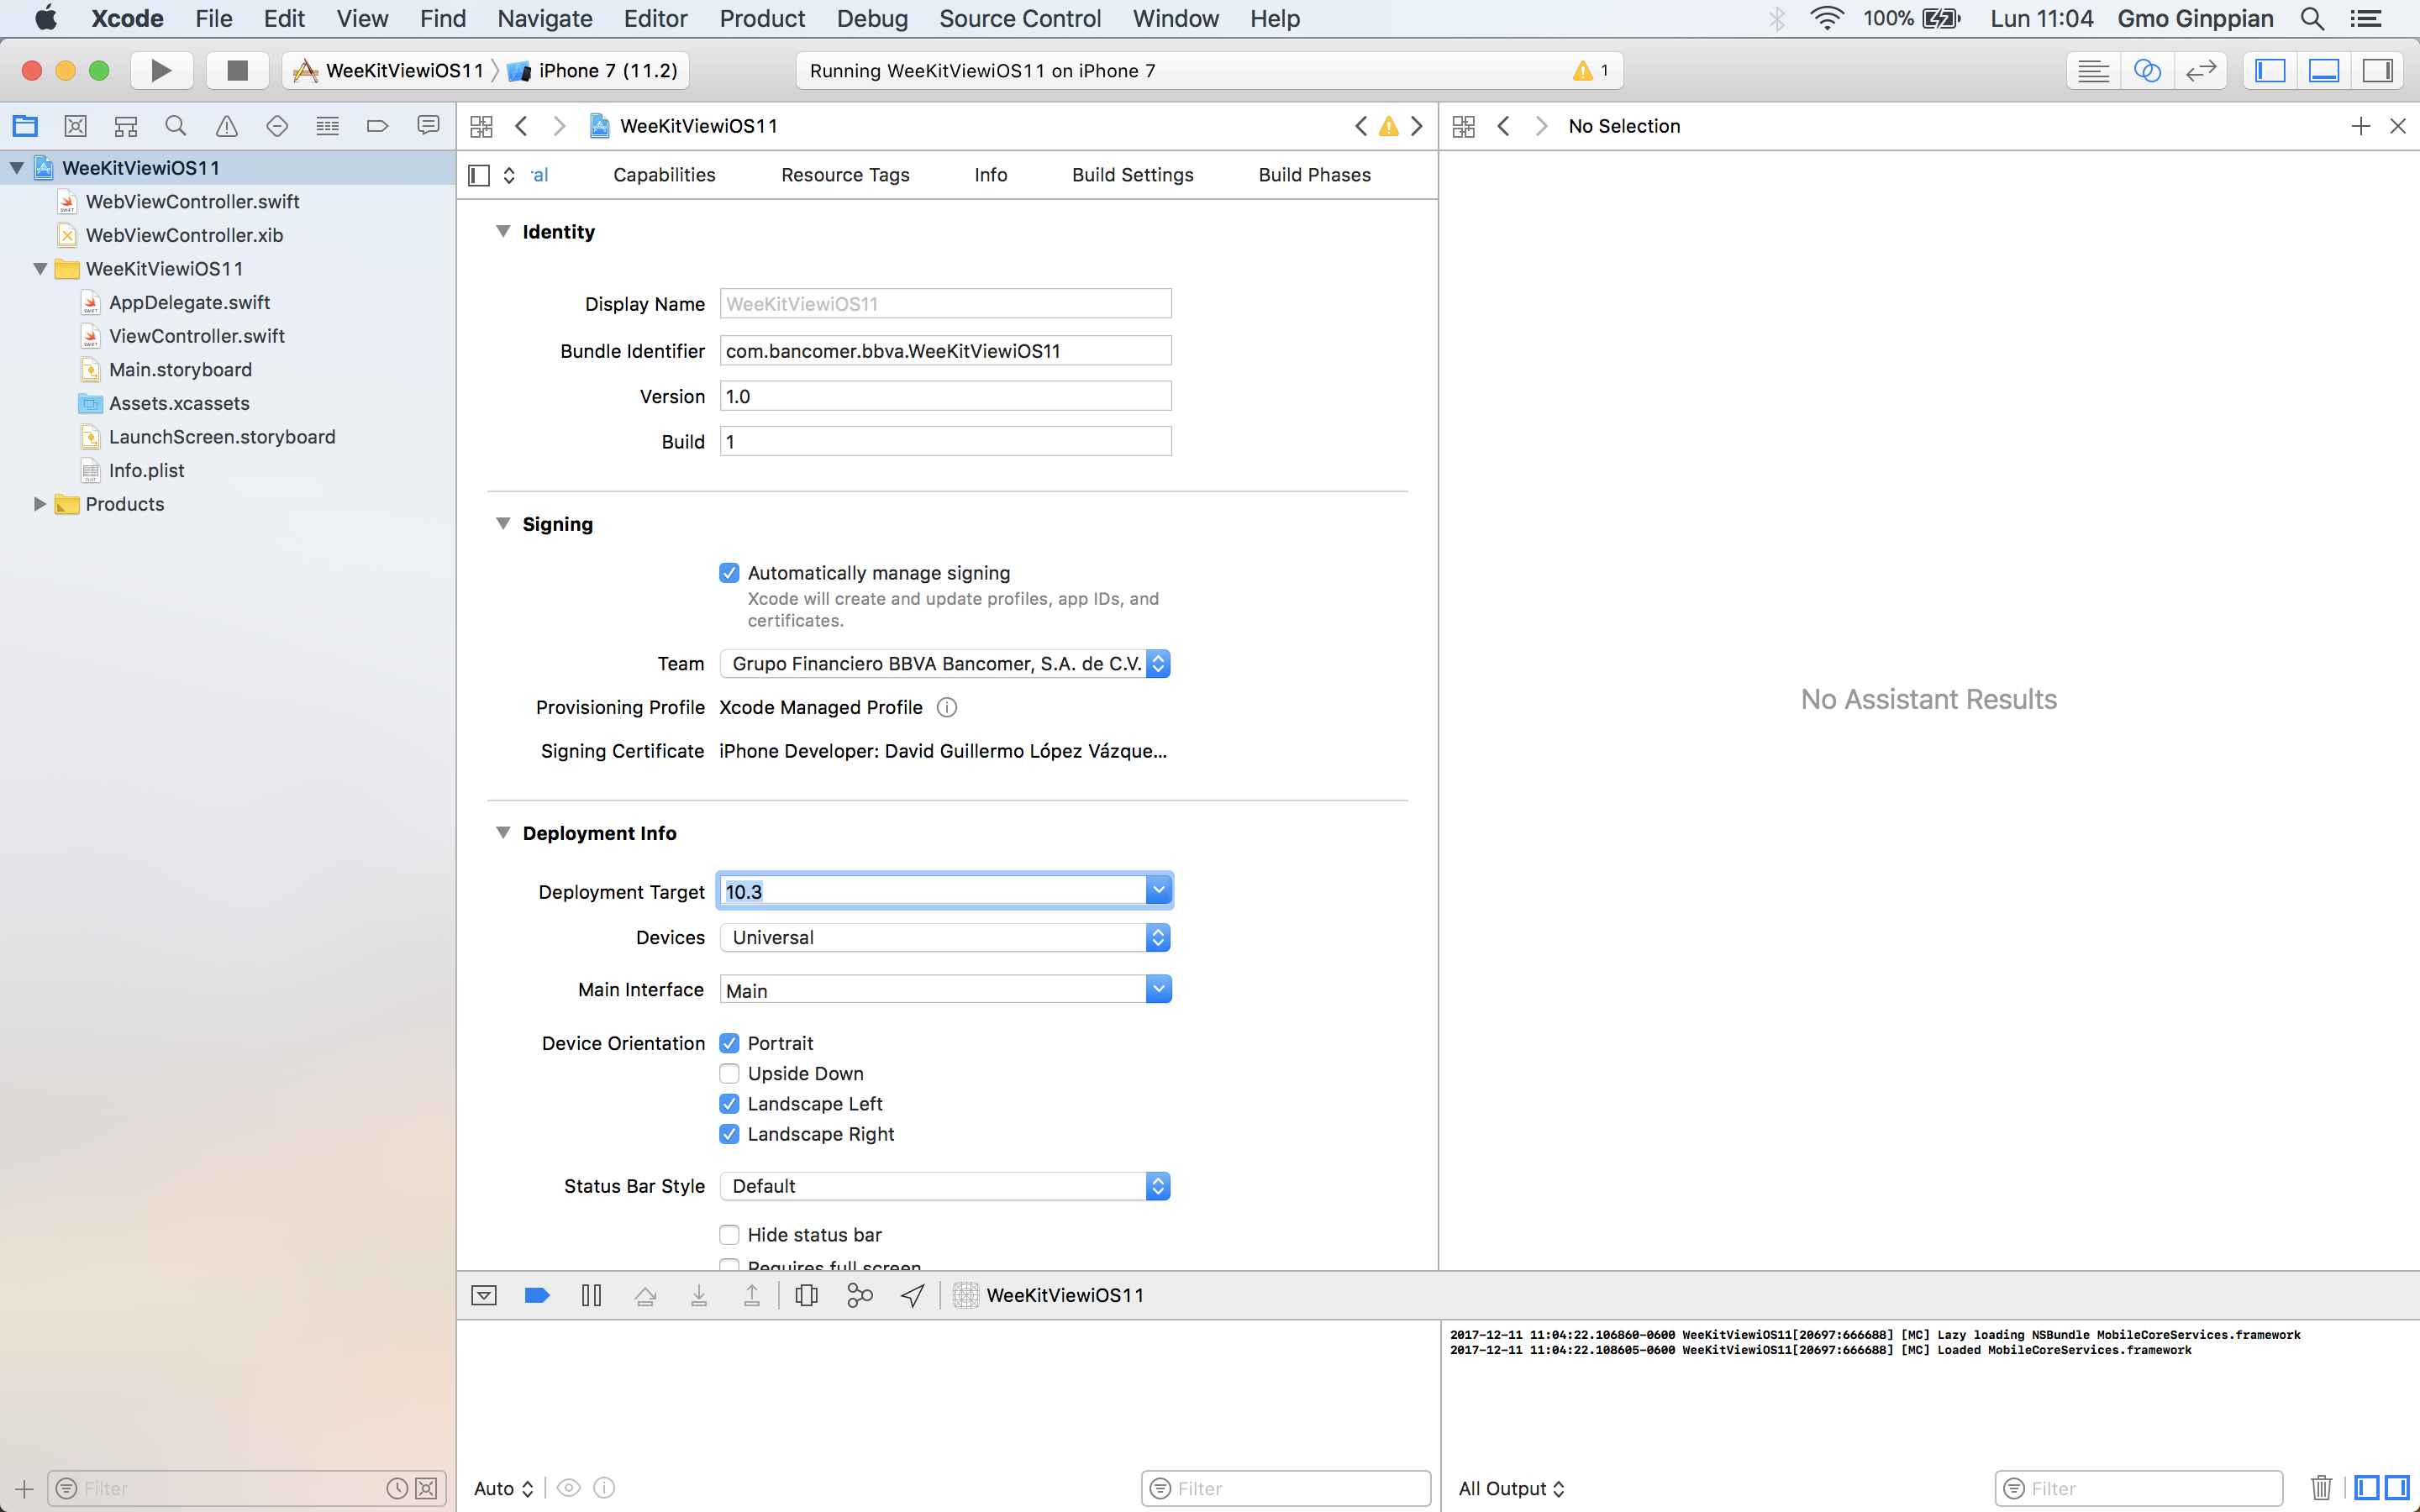 Xcode File Edit View Find Navigate Editor Product Debug Source Control Window Help 100% Lun 11:04 Gmo Ginppian
WeeKitViewiOS11 iPhone 7 (11.2) Running WeeKitViewiOS11 on iPhone 7 1
WeeKitViewiOS11
No Selection
WeeKitViewiOS11
WebViewController.swift
WebViewController.xib
WeeKitViewiOS11
AppDelegate.swift
ViewController.swift
Main.storyboard
Assets.xcassets
LaunchScreen.storyboard
Info.plist
Products
Filter
ral Capabilities Resource Tags Info Build Settings Build Phases
Identity
Display Name WeeKitViewiOS11
Bundle Identifier com.bancomer.bbva.WeeKitViewiOS11
Version 1.0
Build 1
Signing
Automatically manage signing
Xcode will create and update profiles, app IDs, and
certificates.
Team Grupo Financiero BBVA Bancomer, S.A. de C.V.
Provisioning Profile Xcode Managed Profile
Signing Certificate iPhone Developer: David Guillermo López Vázque...
Deployment Info
Deployment Target 10.3
Devices Universal
Main Interface Main
Device Orientation Portrait
Upside Down
Landscape Left
Landscape Right
Status Bar Style Default
Hide status bar
Requires full screen
No Assistant Results
WeeKitViewiOS11
2017-12-11 11:04:22.106860-0600 WeeKitViewiOS11[20697:666688] [MC] Lazy loading NSBundle MobileCoreServices.framework
2017-12-11 11:04:22.108605-0600 WeeKitViewiOS11[20697:666688] [MC] Loaded MobileCoreServices.framework
Auto Filter
All Output Filter